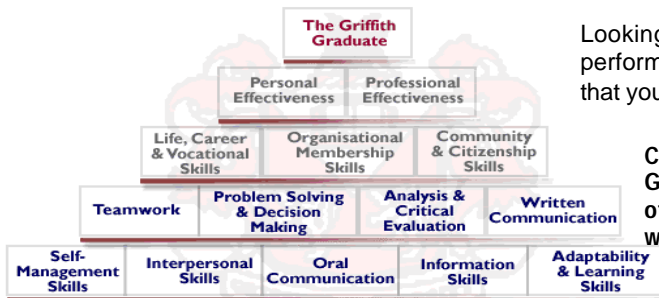 The Griffith
Graduate
Personal
Effectiveness
Professional
Effectiveness
Life, Career
& Vocational
Skills
Organisational
Membership
Skills
Community
& Citizenship
Skills
Teamwork
Problem Solving
& Decision
Making
Analysis &
Critical
Evaluation
Written
Communication
Self-
Management
Skills
Interpersonal
Skills
Oral
Communication
Information
Skills
Adaptability
& Learning
Skills
Looking
perform
that you
C
G
o
w